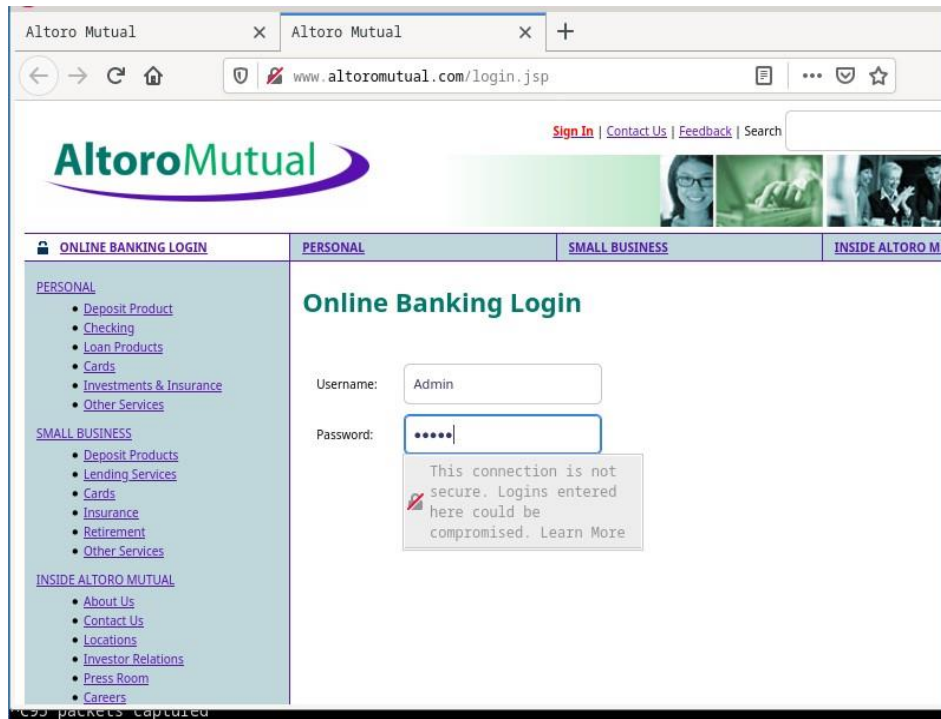 Altoro Mutual
Altoro Mutual
www.altoromutual.com/login.jsp
Sign In | Contact Us | Feedback | Search
AltoroMutual
ONLINE BANKING LOGIN
PERSONAL
SMALL BUSINESS
INSIDE ALTORO M
PERSONAL
Deposit Product
Checking
Loan Products
Cards
Investments & Insurance
Other Services
SMALL BUSINESS
Deposit Products
Lending Services
Cards
Insurance
Retirement
Other Services
INSIDE ALTORO MUTUAL
About Us
Contact Us
Locations
Investor Relations
Press Room
Careers
Online Banking Login
Username: Admin
Password: •••••
This connection is not
secure. Logins entered
here could be
compromised. Learn More
^C95 packets captured